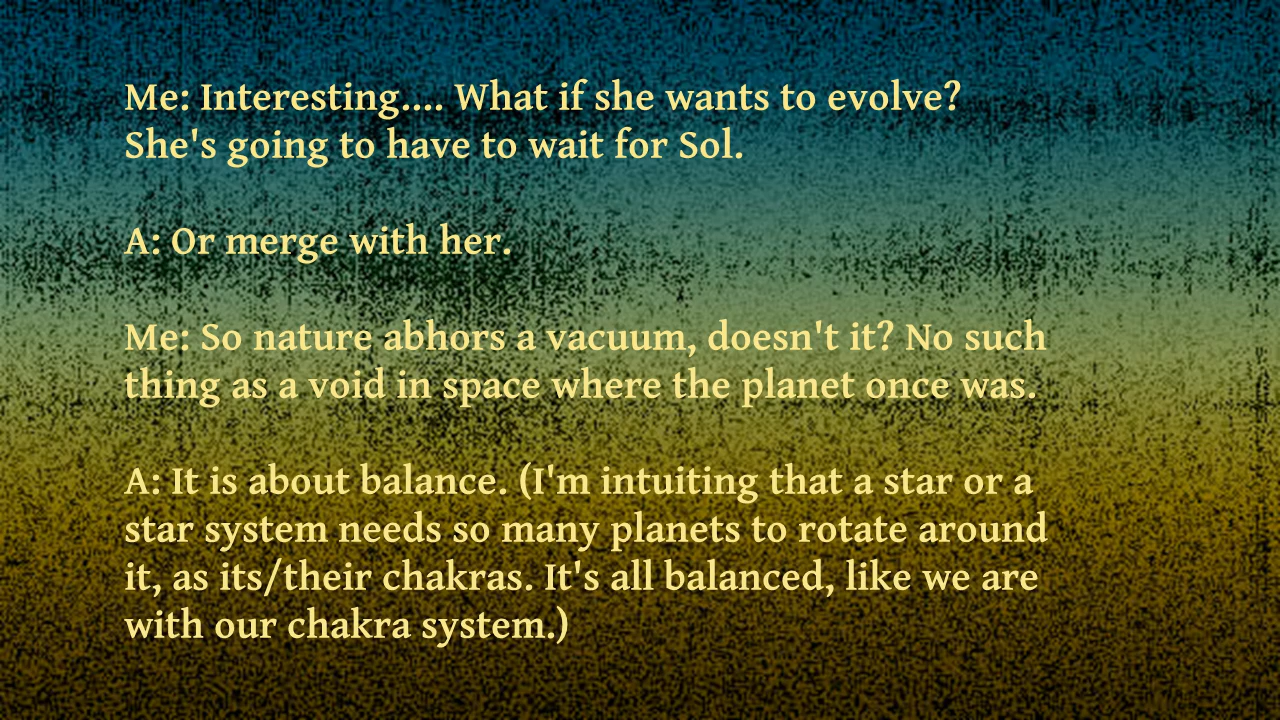 Me: Interesting.... What if she wants to evolve?
She's going to have to wait for Sol.
A: Or merge with her.
Me: So nature abhors a vacuum, doesn't it? No such
thing as a void in space where the planet once was.
A: It is about balance. (I'm intuiting that a star or a
star system needs so many planets to rotate around
it, as its/their chakras. It's all balanced, like we are
with our chakra system.)